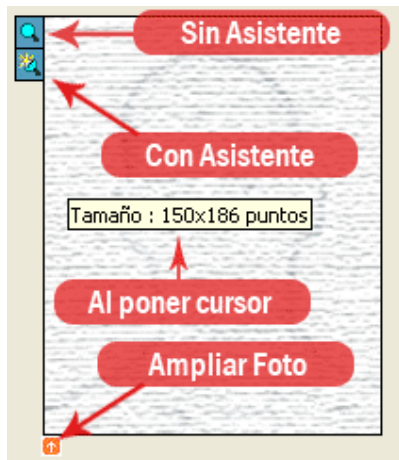 Sin Asistente
Con Asistente
Tamaño : 150x186 puntos
Al poner cursor
Ampliar Foto